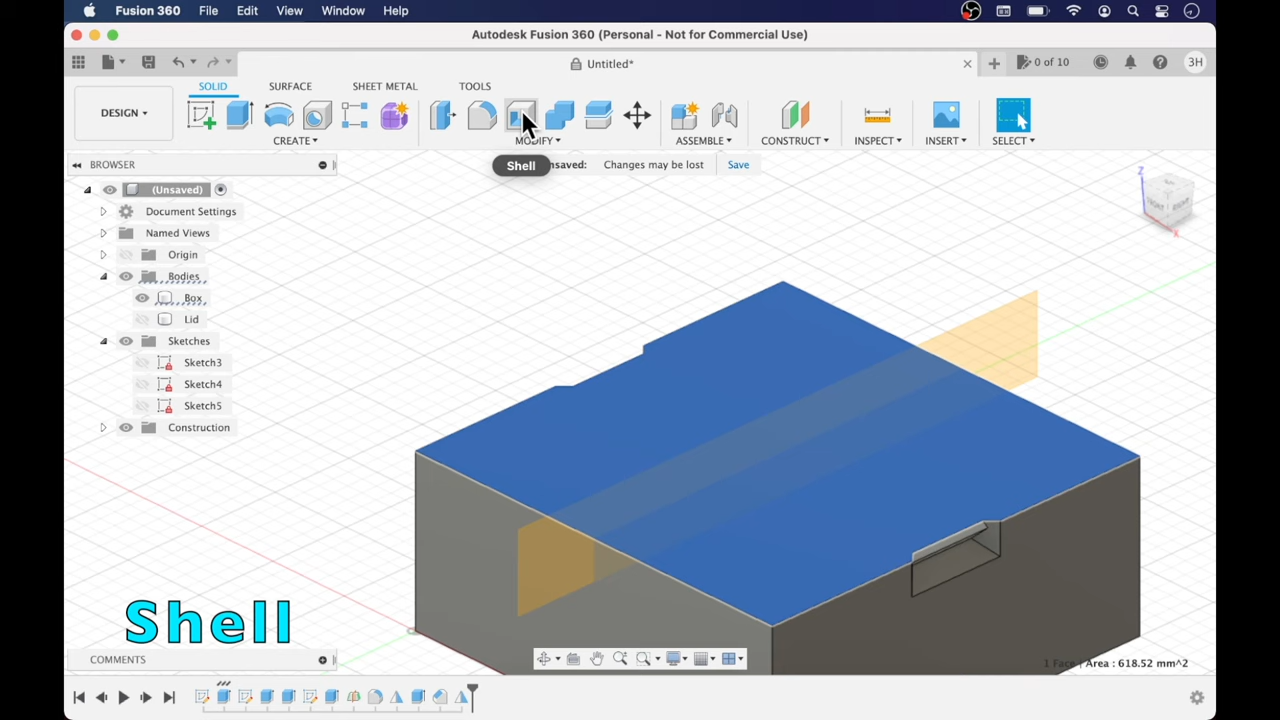 Fusion 360 File Edit View Window Help
Autodesk Fusion 360 (Personal - Not for Commercial Use)
Untitled*
0 of 10
3H
SOLID SURFACE SHEET METAL TOOLS
DESIGN
CREATE MODIFY ASSEMBLE CONSTRUCT INSPECT INSERT SELECT
BROWSER
Shell
nsaved: Changes may be lost Save
(Unsaved)
Document Settings
Named Views
Origin
Bodies
Box
Lid
Sketches
Sketch3
Sketch4
Sketch5
Construction
Z
FRONT RIGHT
X
Shell
COMMENTS
1 Face | Area : 618.52 mm^2